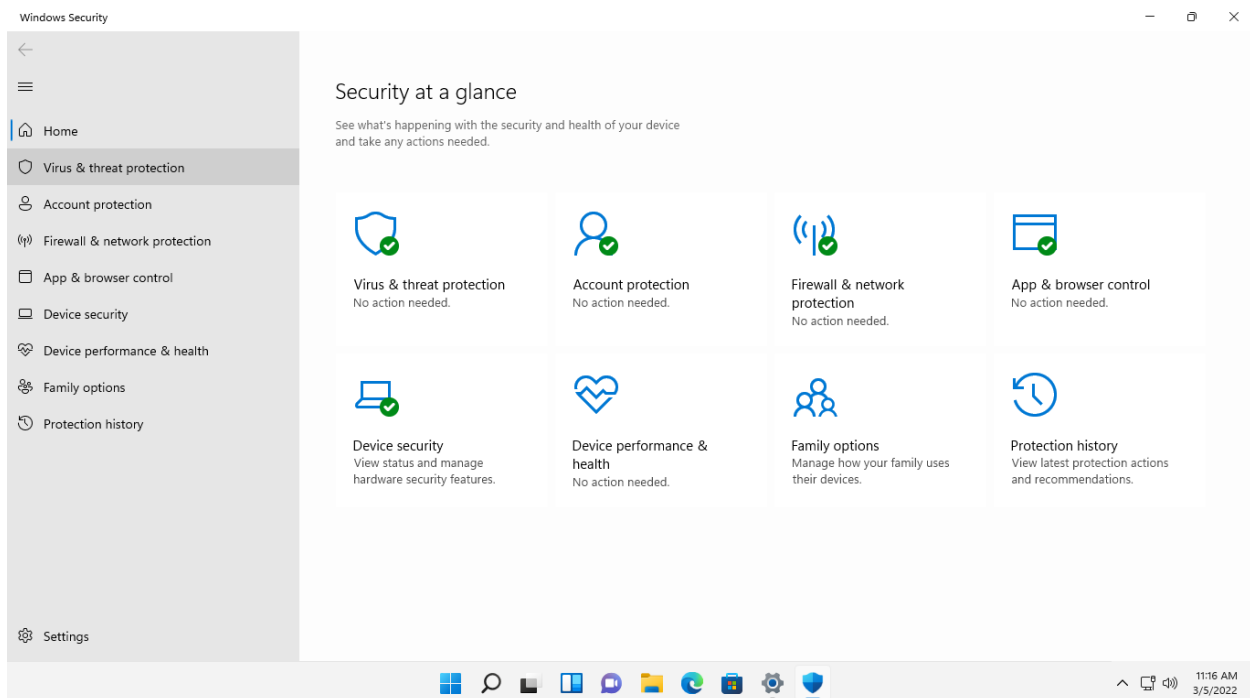 Windows Security
Home
Virus & threat protection
Account protection
Firewall & network protection
App & browser control
Device security
Device performance & health
Family options
Protection history
Settings
Security at a glance
See what's happening with the security and health of your device
and take any actions needed.
Virus & threat protection
No action needed.
Account protection
No action needed.
Firewall & network
protection
No action needed.
App & browser control
No action needed.
Device security
View status and manage
hardware security features.
Device performance &
health
No action needed.
Family options
Manage how your family uses
their devices.
Protection history
View latest protection actions
and recommendations.
11:16 AM
3/5/2022